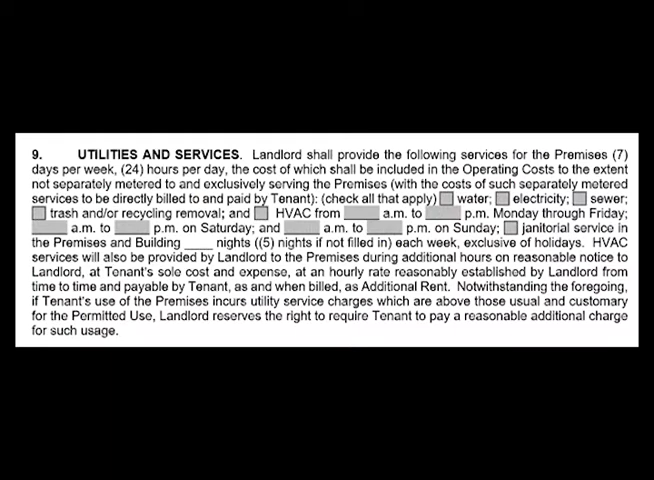 9. UTILITIES AND SERVICES. Landlord shall provide the following services for the Premises (7)
days per week, (24) hours per day, the cost of which shall be included in the Operating Costs to the extent
not separately metered to and exclusively serving the Premises (with the costs of such separately metered
services to be directly billed to and paid by Tenant): (check all that apply) water; electricity; sewer;
trash and/or recycling removal; and HVAC from a.m. to p.m. Monday through Friday;
a.m. to p.m. on Saturday; and a.m. to p.m. on Sunday; janitorial service in
the Premises and Building ____ nights ((5) nights if not filled in) each week, exclusive of holidays. HVAC
services will also be provided by Landlord to the Premises during additional hours on reasonable notice to
Landlord, at Tenant's sole cost and expense, at an hourly rate reasonably established by Landlord from
time to time and payable by Tenant, as and when billed, as Additional Rent. Notwithstanding the foregoing,
if Tenant's use of the Premises incurs utility service charges which are above those usual and customary
for the Permitted Use, Landlord reserves the right to require Tenant to pay a reasonable additional charge
for such usage.